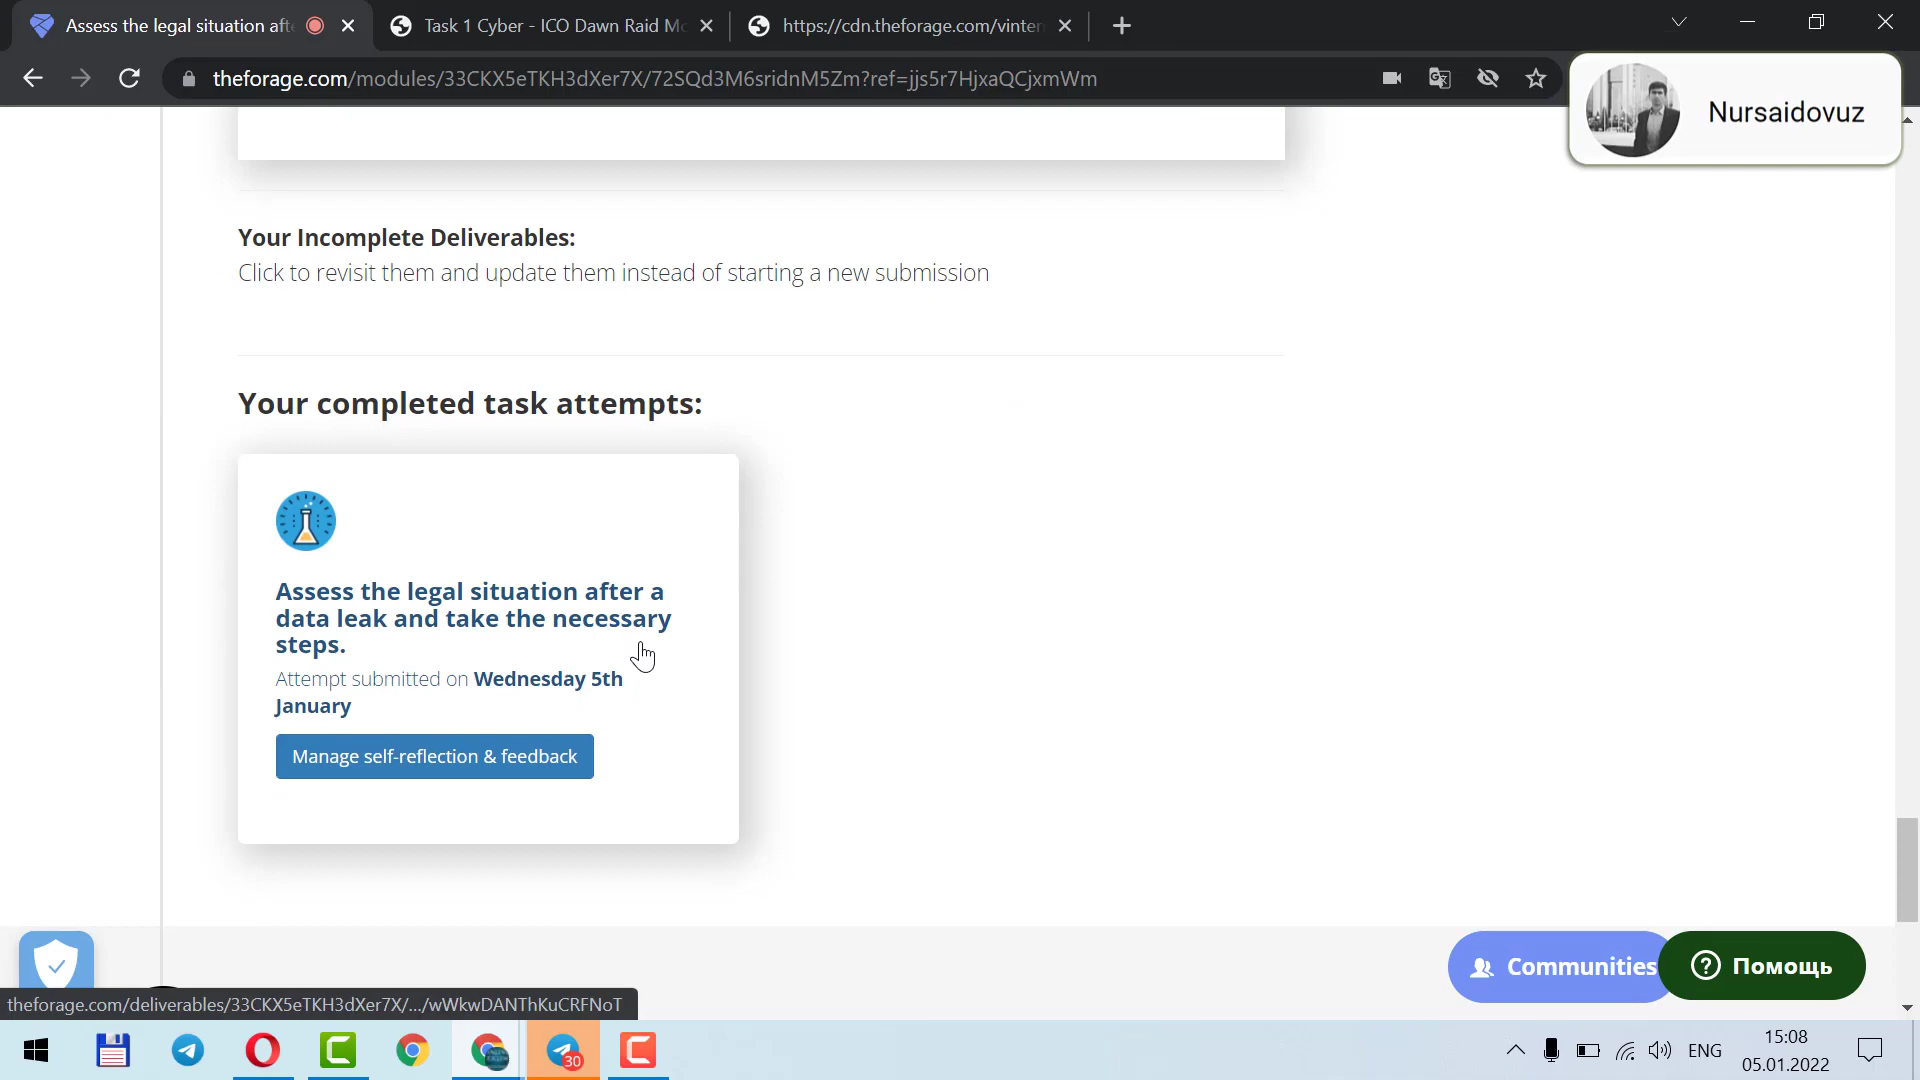 Assess the legal situation afte
Task 1 Cyber - ICO Dawn Raid Mo
https://cdn.theforage.com/vinten
theforage.com/modules/33CKX5eTKH3dXer7X/72SQd3M6sridnM5Zm?ref=jjs5r7HjxaQCjxmWm
Nursaidovuz
Your Incomplete Deliverables:
Click to revisit them and update them instead of starting a new submission
Your completed task attempts:
Assess the legal situation after a
data leak and take the necessary
steps.
Attempt submitted on Wednesday 5th
January
Manage self-reflection & feedback
Communities
Помощь
theforage.com/deliverables/33CKX5eTKH3dXer7X/.../wWkwDANThKuCRFNoT
30
ENG
15:08
05.01.2022